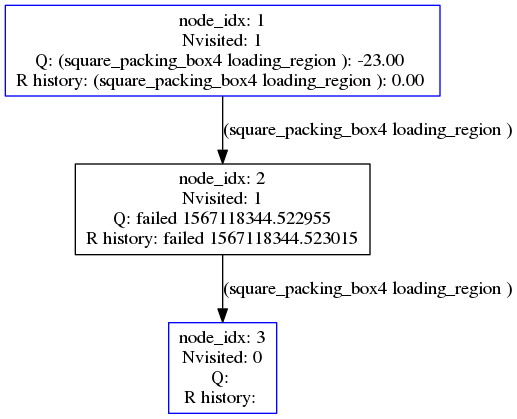 node_idx: 1
Nvisited: 1
Q: (square_packing_box4 loading_region ): -23.00
R history: (square_packing_box4 loading_region ): 0.00
(square_packing_box4 loading_region )
node_idx: 2
Nvisited: 1
Q: failed 1567118344.522955
R history: failed 1567118344.523015
(square_packing_box4 loading_region )
node_idx: 3
Nvisited: 0
Q:
R history: